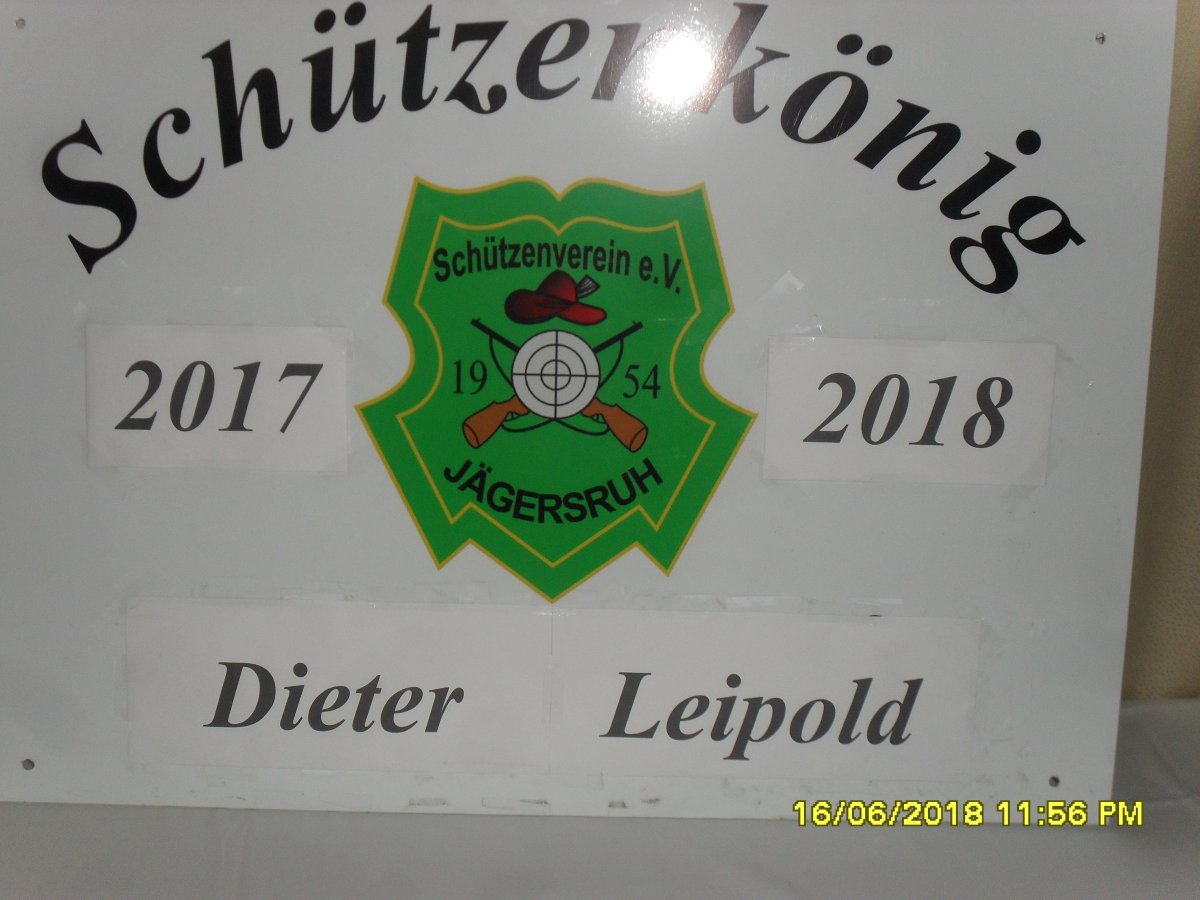 Schützenkönig
Schützenverein e.V.
19 54
JÄGERSRUH
2017 2018
Dieter Leipold
16/06/2018 11:56 PM